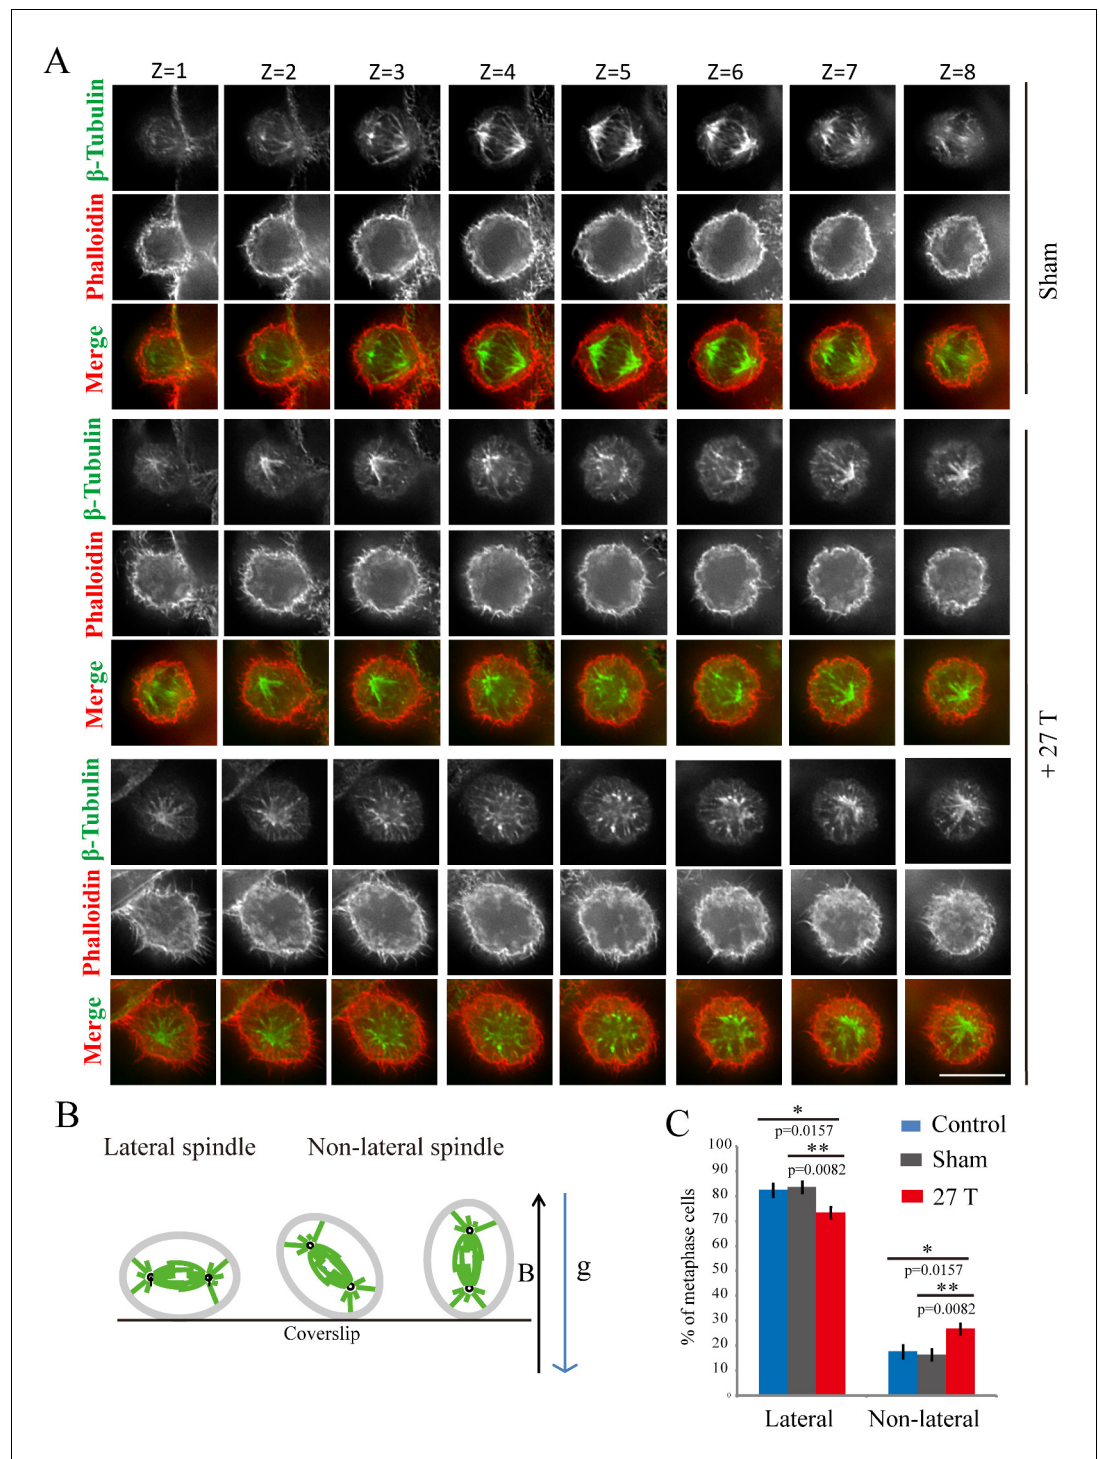 A
Z=1 Z=2 Z=3 Z=4 Z=5 Z=6 Z=7 Z=8
β-Tubulin
Phalloidin
Merge
Sham
β-Tubulin
Phalloidin
Merge
β-Tubulin
Phalloidin
Merge
+ 27 T
B
Lateral spindle Non-lateral spindle
B g
Coverslip
C
Control
Sham
27 T
*
p=0.0157
**
p=0.0082
*
p=0.0157
**
p=0.0082
% of metaphase cells
100
90
80
70
60
50
40
30
20
10
0
Lateral Non-lateral